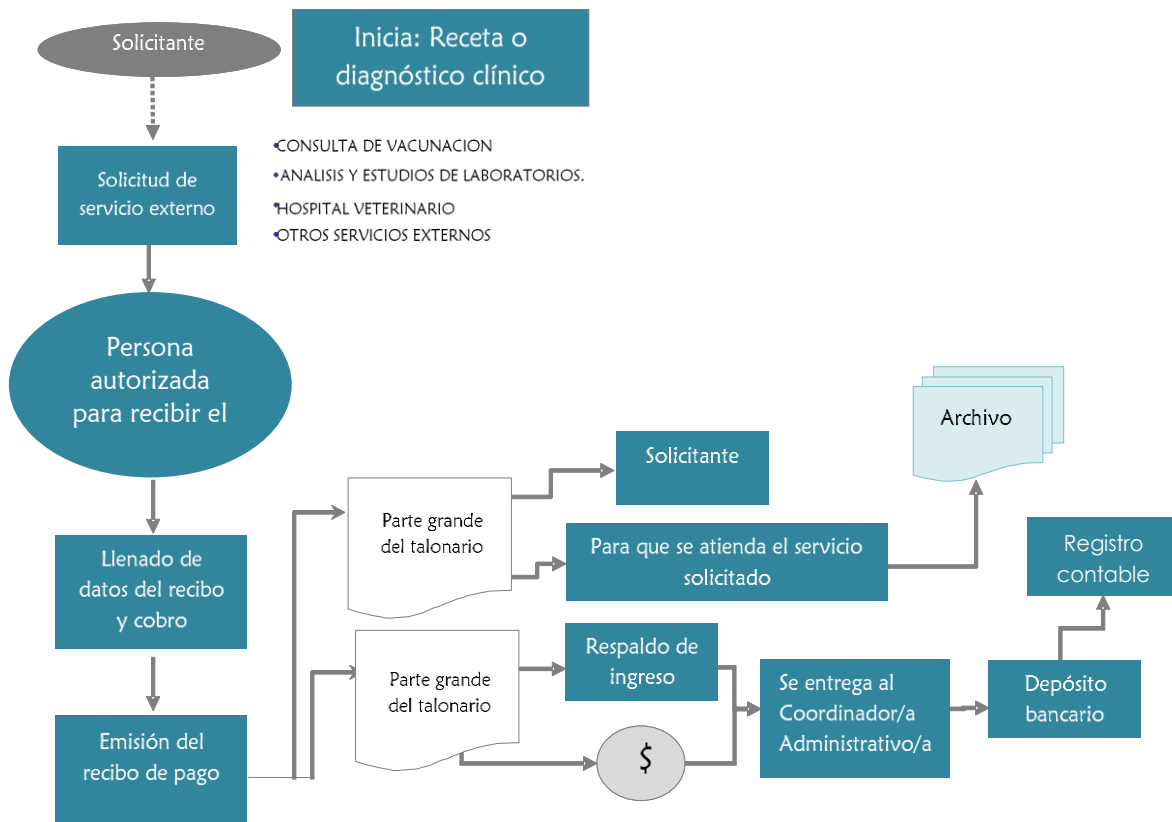 Solicitante
Inicia: Receta o
diagnóstico clínico
•CONSULTA DE VACUNACION
• ANALISIS Y ESTUDIOS DE LABORATORIOS.
•HOSPITAL VETERINARIO
•OTROS SERVICIOS EXTERNOS
Solicitud de
servicio externo
Persona
autorizada
para recibir el
Llenado de
datos del recibo
y cobro
Emisión del
recibo de pago
Parte grande
del talonario
Solicitante
Para que se atienda el servicio
solicitado
Archivo
Parte grande
del talonario
Respaldo de
ingreso
$
Se entrega al
Coordinador/a
Administrativo/a
Depósito
bancario
Registro
contable